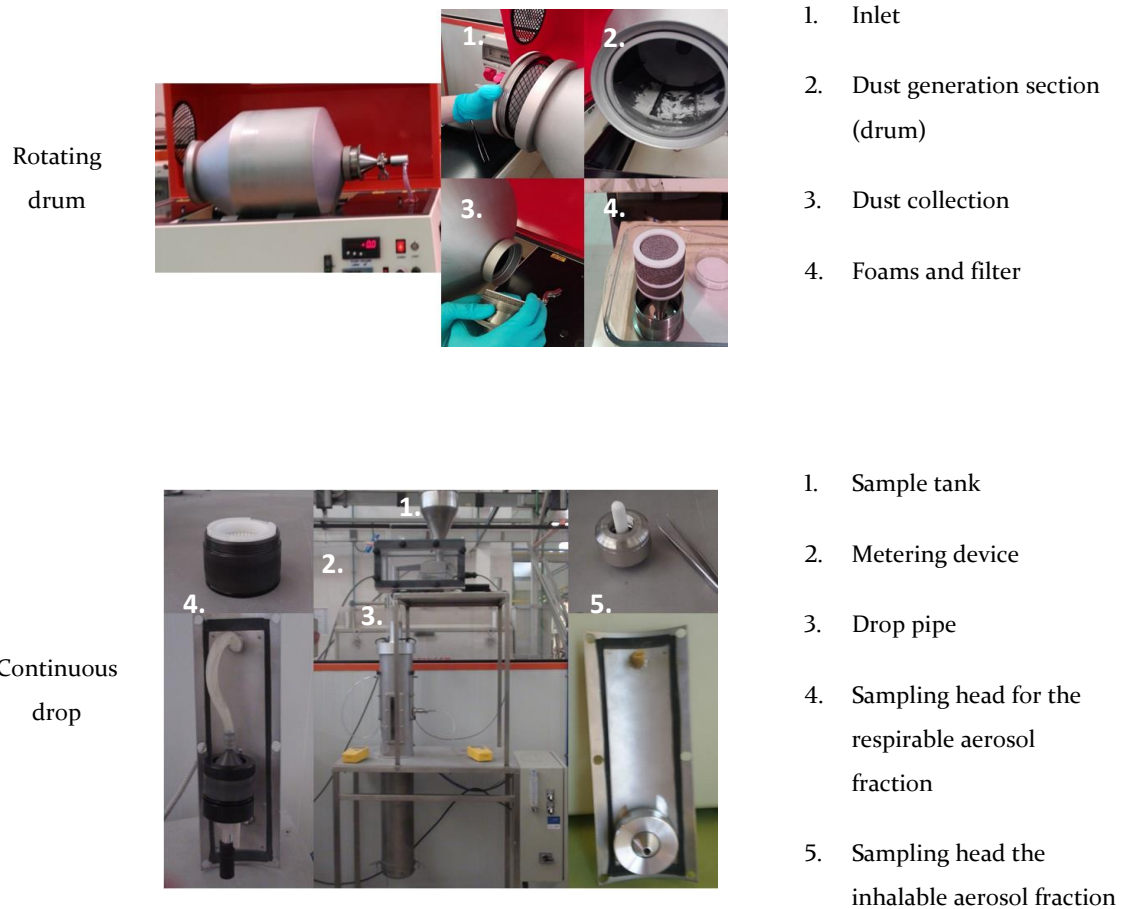 Rotating
drum
1.
2.
3.
4.
1. Inlet
2. Dust generation section
(drum)
3. Dust collection
4. Foams and filter
Continuous
drop
1.
2.
3.
4.
5.
1. Sample tank
2. Metering device
3. Drop pipe
4. Sampling head for the
respirable aerosol
fraction
5. Sampling head the
inhalable aerosol fraction